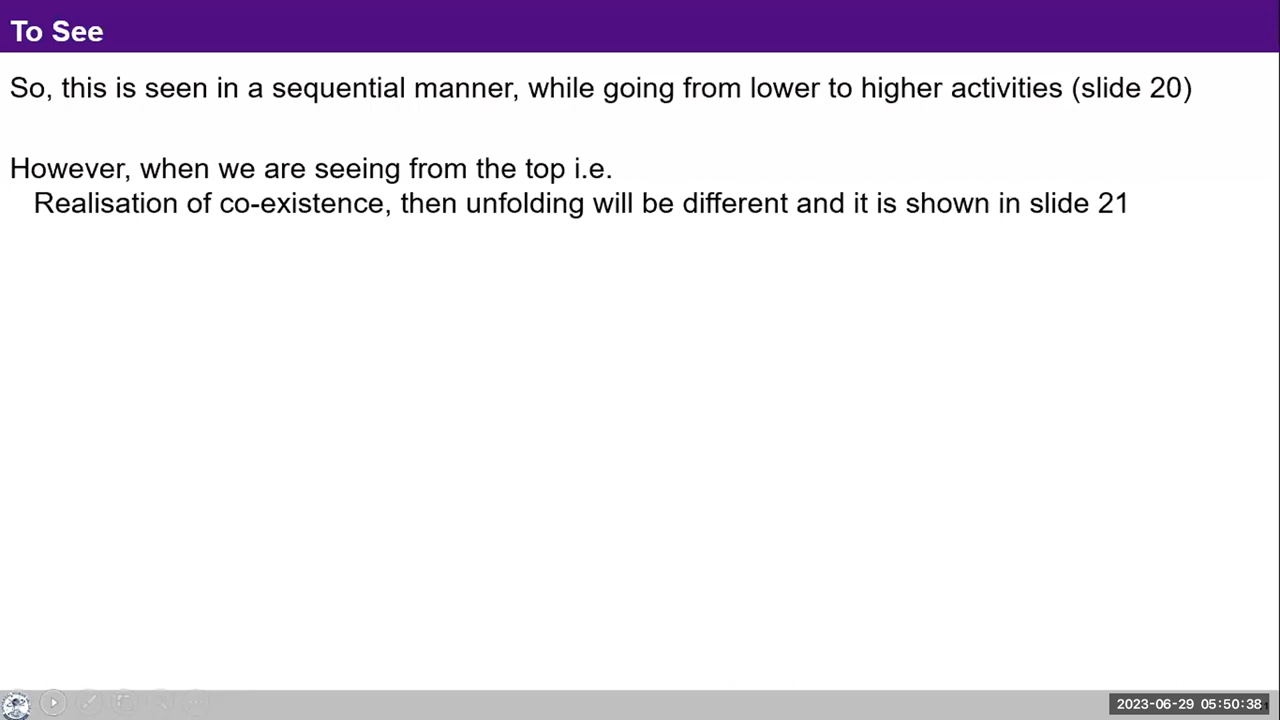 To See
So, this is seen in a sequential manner, while going from lower to higher activities (slide 20)
However, when we are seeing from the top i.e.
Realisation of co-existence, then unfolding will be different and it is shown in slide 21
2023-06-29 05:50:38